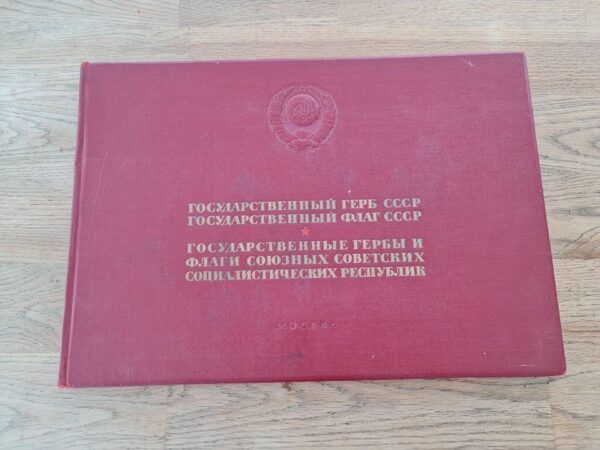 ГОСУДАРСТВЕННЫЙ ГЕРБ СССР
ГОСУДАРСТВЕННЫЙ ФЛАГ СССР
ГОСУДАРСТВЕННЫЕ ГЕРБЫ И
ФЛАГИ СОЮЗНЫХ СОВЕТСКИХ
СОЦИАЛИСТИЧЕСКИХ РЕСПУБЛИК
МОСКВА